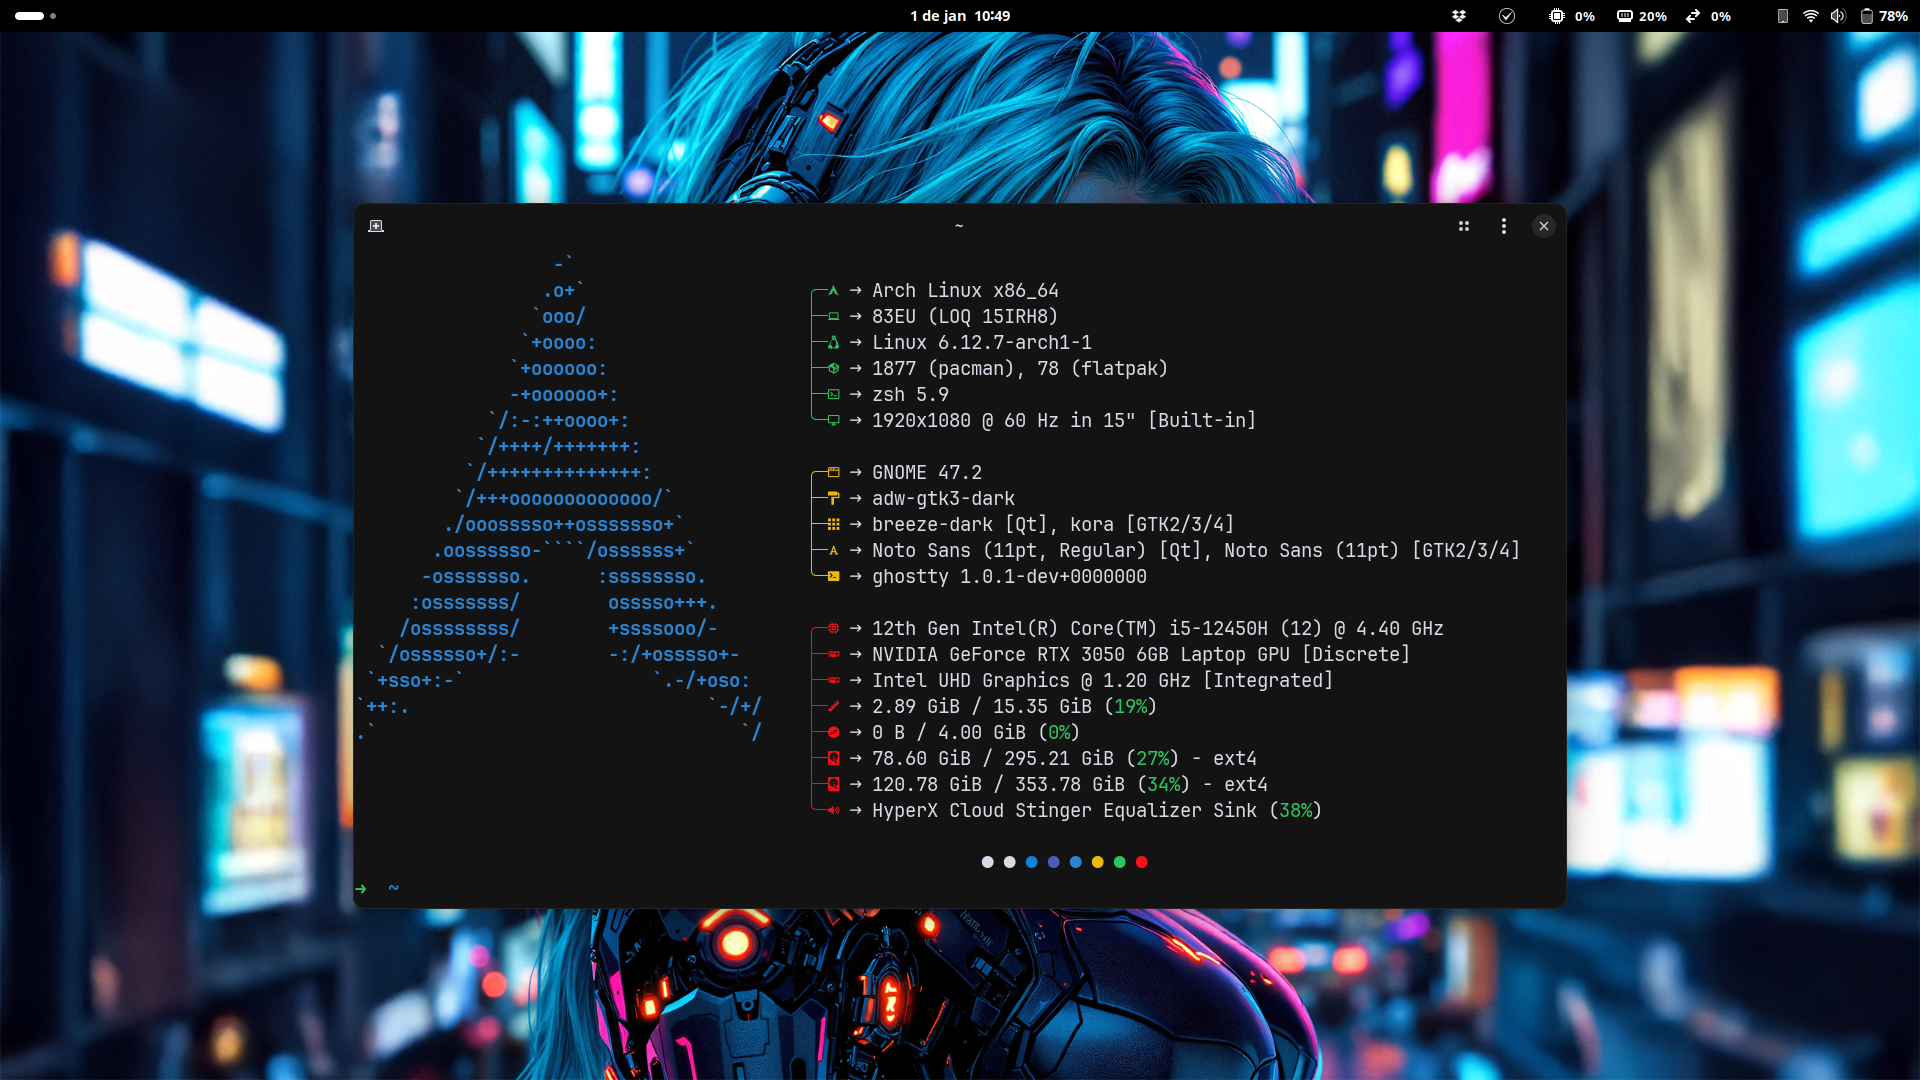 1 de jan 10:49
0% 20% 0% 78%
~
-`
.o+`
`ooo/
`+oooo:
`+oooooo:
-+oooooo+:
`/:-:++oooo+:
`/++++/+++++++:
`/++++++++++++++:
`/+++ooooooooooooo/`
./ooosssso++osssssso+`
.oossssso-````/ossssss+`
-osssssso. :ssssssso.
:osssssss/ osssso+++.
/ossssssss/ +ssssooo/-
`/ossssso+/:- -:/+osssso+-
`+sso+:-` `.-/+oso:
`++:. `-/+/
.` `/
→ Arch Linux x86_64
→ 83EU (LOQ 15IRH8)
→ Linux 6.12.7-arch1-1
→ 1877 (pacman), 78 (flatpak)
→ zsh 5.9
→ 1920x1080 @ 60 Hz in 15" [Built-in]
→ GNOME 47.2
→ adw-gtk3-dark
→ breeze-dark [Qt], kora [GTK2/3/4]
→ Noto Sans (11pt, Regular) [Qt], Noto Sans (11pt) [GTK2/3/4]
→ ghostty 1.0.1-dev+0000000
→ 12th Gen Intel(R) Core(TM) i5-12450H (12) @ 4.40 GHz
→ NVIDIA GeForce RTX 3050 6GB Laptop GPU [Discrete]
→ Intel UHD Graphics @ 1.20 GHz [Integrated]
→ 2.89 GiB / 15.35 GiB (19%)
→ 0 B / 4.00 GiB (0%)
→ 78.60 GiB / 295.21 GiB (27%) - ext4
→ 120.78 GiB / 353.78 GiB (34%) - ext4
→ HyperX Cloud Stinger Equalizer Sink (38%)
→ ~